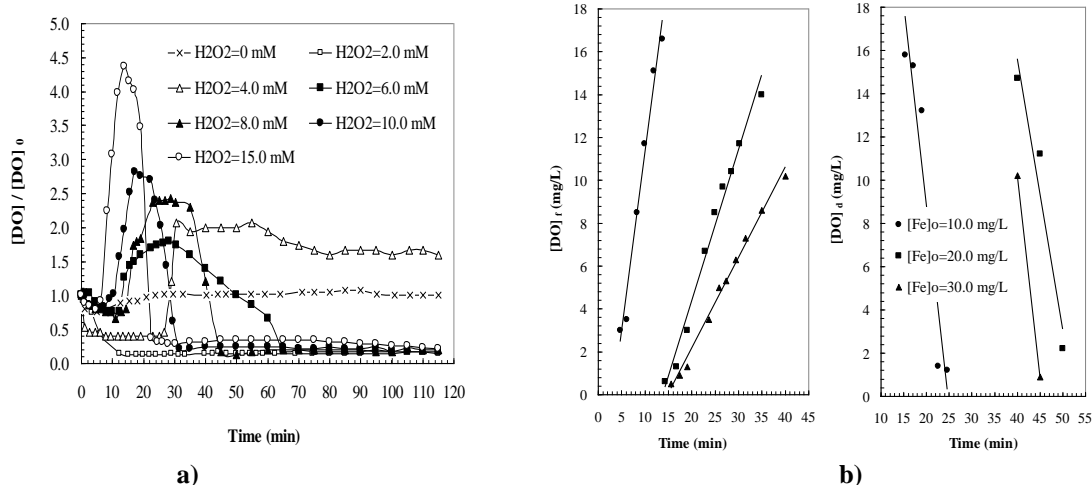 5.0
4.5
4.0
3.5
3.0
2.5
2.0
1.5
1.0
0.5
0.0
[DO] / [DO] o
H2O2=0 mM
H2O2=2.0 mM
H2O2=4.0 mM
H2O2=6.0 mM
H2O2=8.0 mM
H2O2=10.0 mM
H2O2=15.0 mM
0 10 20 30 40 50 60 70 80 90 100 110 120
Time (min)
a)
18
16
14
12
10
8
6
4
2
0
[DO] f (mg/L)
0 5 10 15 20 25 30 35 40 45
Time (min)
18
16
14
12
10
8
6
4
2
0
[DO] d (mg/L)
[Fe]o=10.0 mg/L
[Fe]o=20.0 mg/L
[Fe]o=30.0 mg/L
10 15 20 25 30 35 40 45 50 55
Time (min)
b)